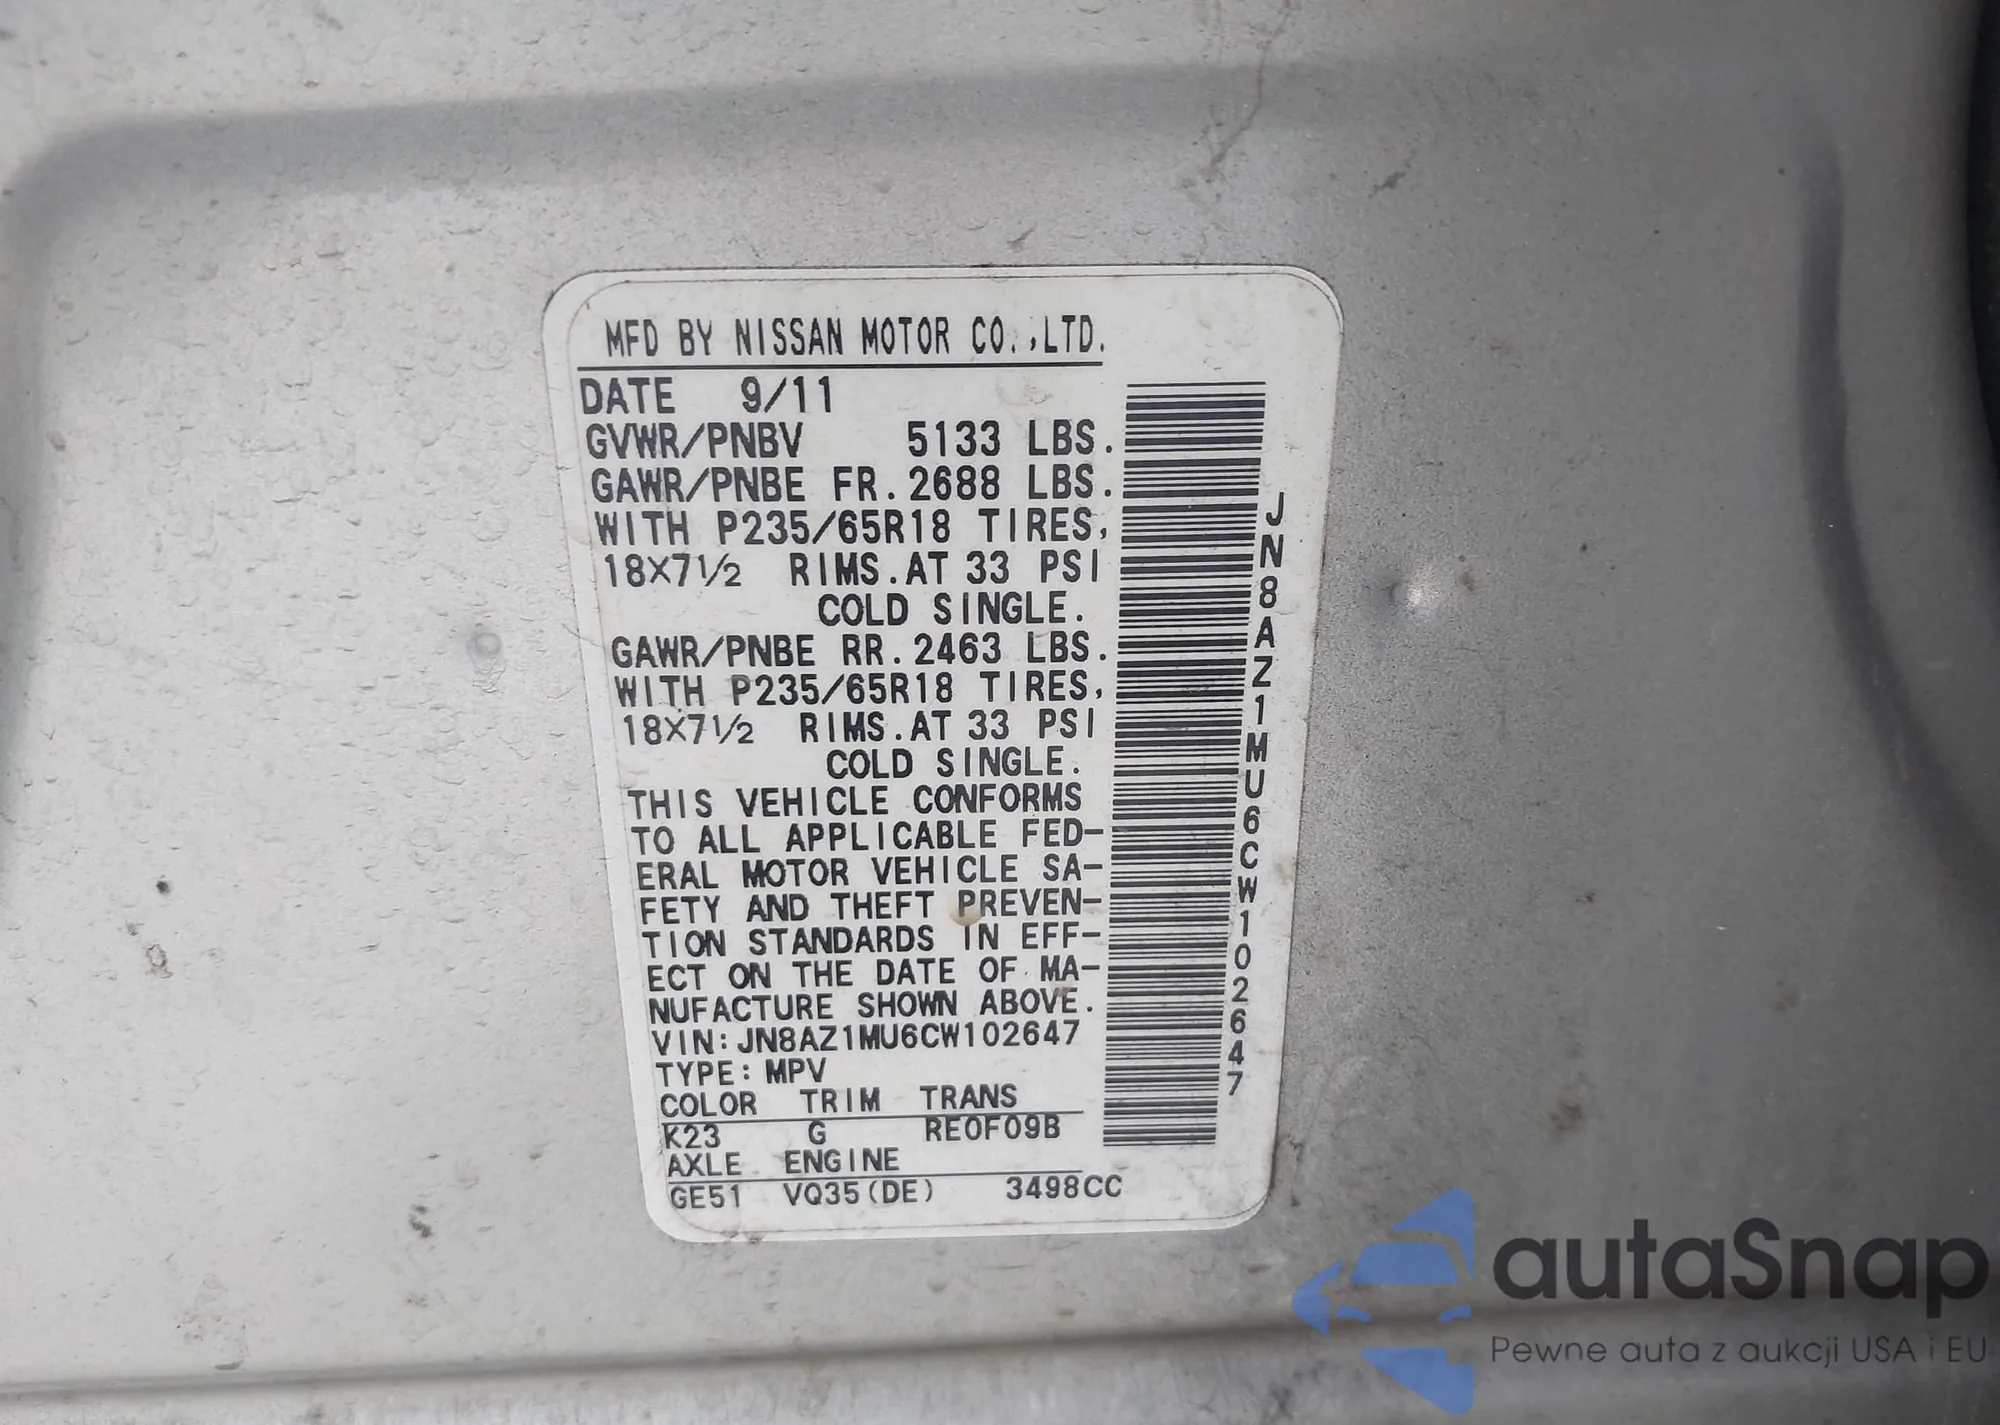 MFD BY NISSAN MOTOR CO.,LTD.
DATE 9/11
GVWR/PNBV 5133 LBS.
GAWR/PNBE FR.2688 LBS.
WITH P235/65R18 TIRES,
18X7½ RIMS.AT 33 PSI
COLD SINGLE.
GAWR/PNBE RR.2463 LBS.
WITH P235/65R18 TIRES,
18X7½ RIMS.AT 33 PSI
COLD SINGLE.
THIS VEHICLE CONFORMS
TO ALL APPLICABLE FED-
ERAL MOTOR VEHICLE SA-
FETY AND THEFT PREVEN-
TION STANDARDS IN EFF-
ECT ON THE DATE OF MA-
NUFACTURE SHOWN ABOVE.
VIN:JN8AZ1MU6CW102647
TYPE:MPV
COLOR TRIM TRANS
K23 G RE0F09B
AXLE ENGINE
GE51 VQ35(DE) 3498CC
JN8AZ1MU6CW102647
autaSnap
Pewne auta z aukcji USA i EU